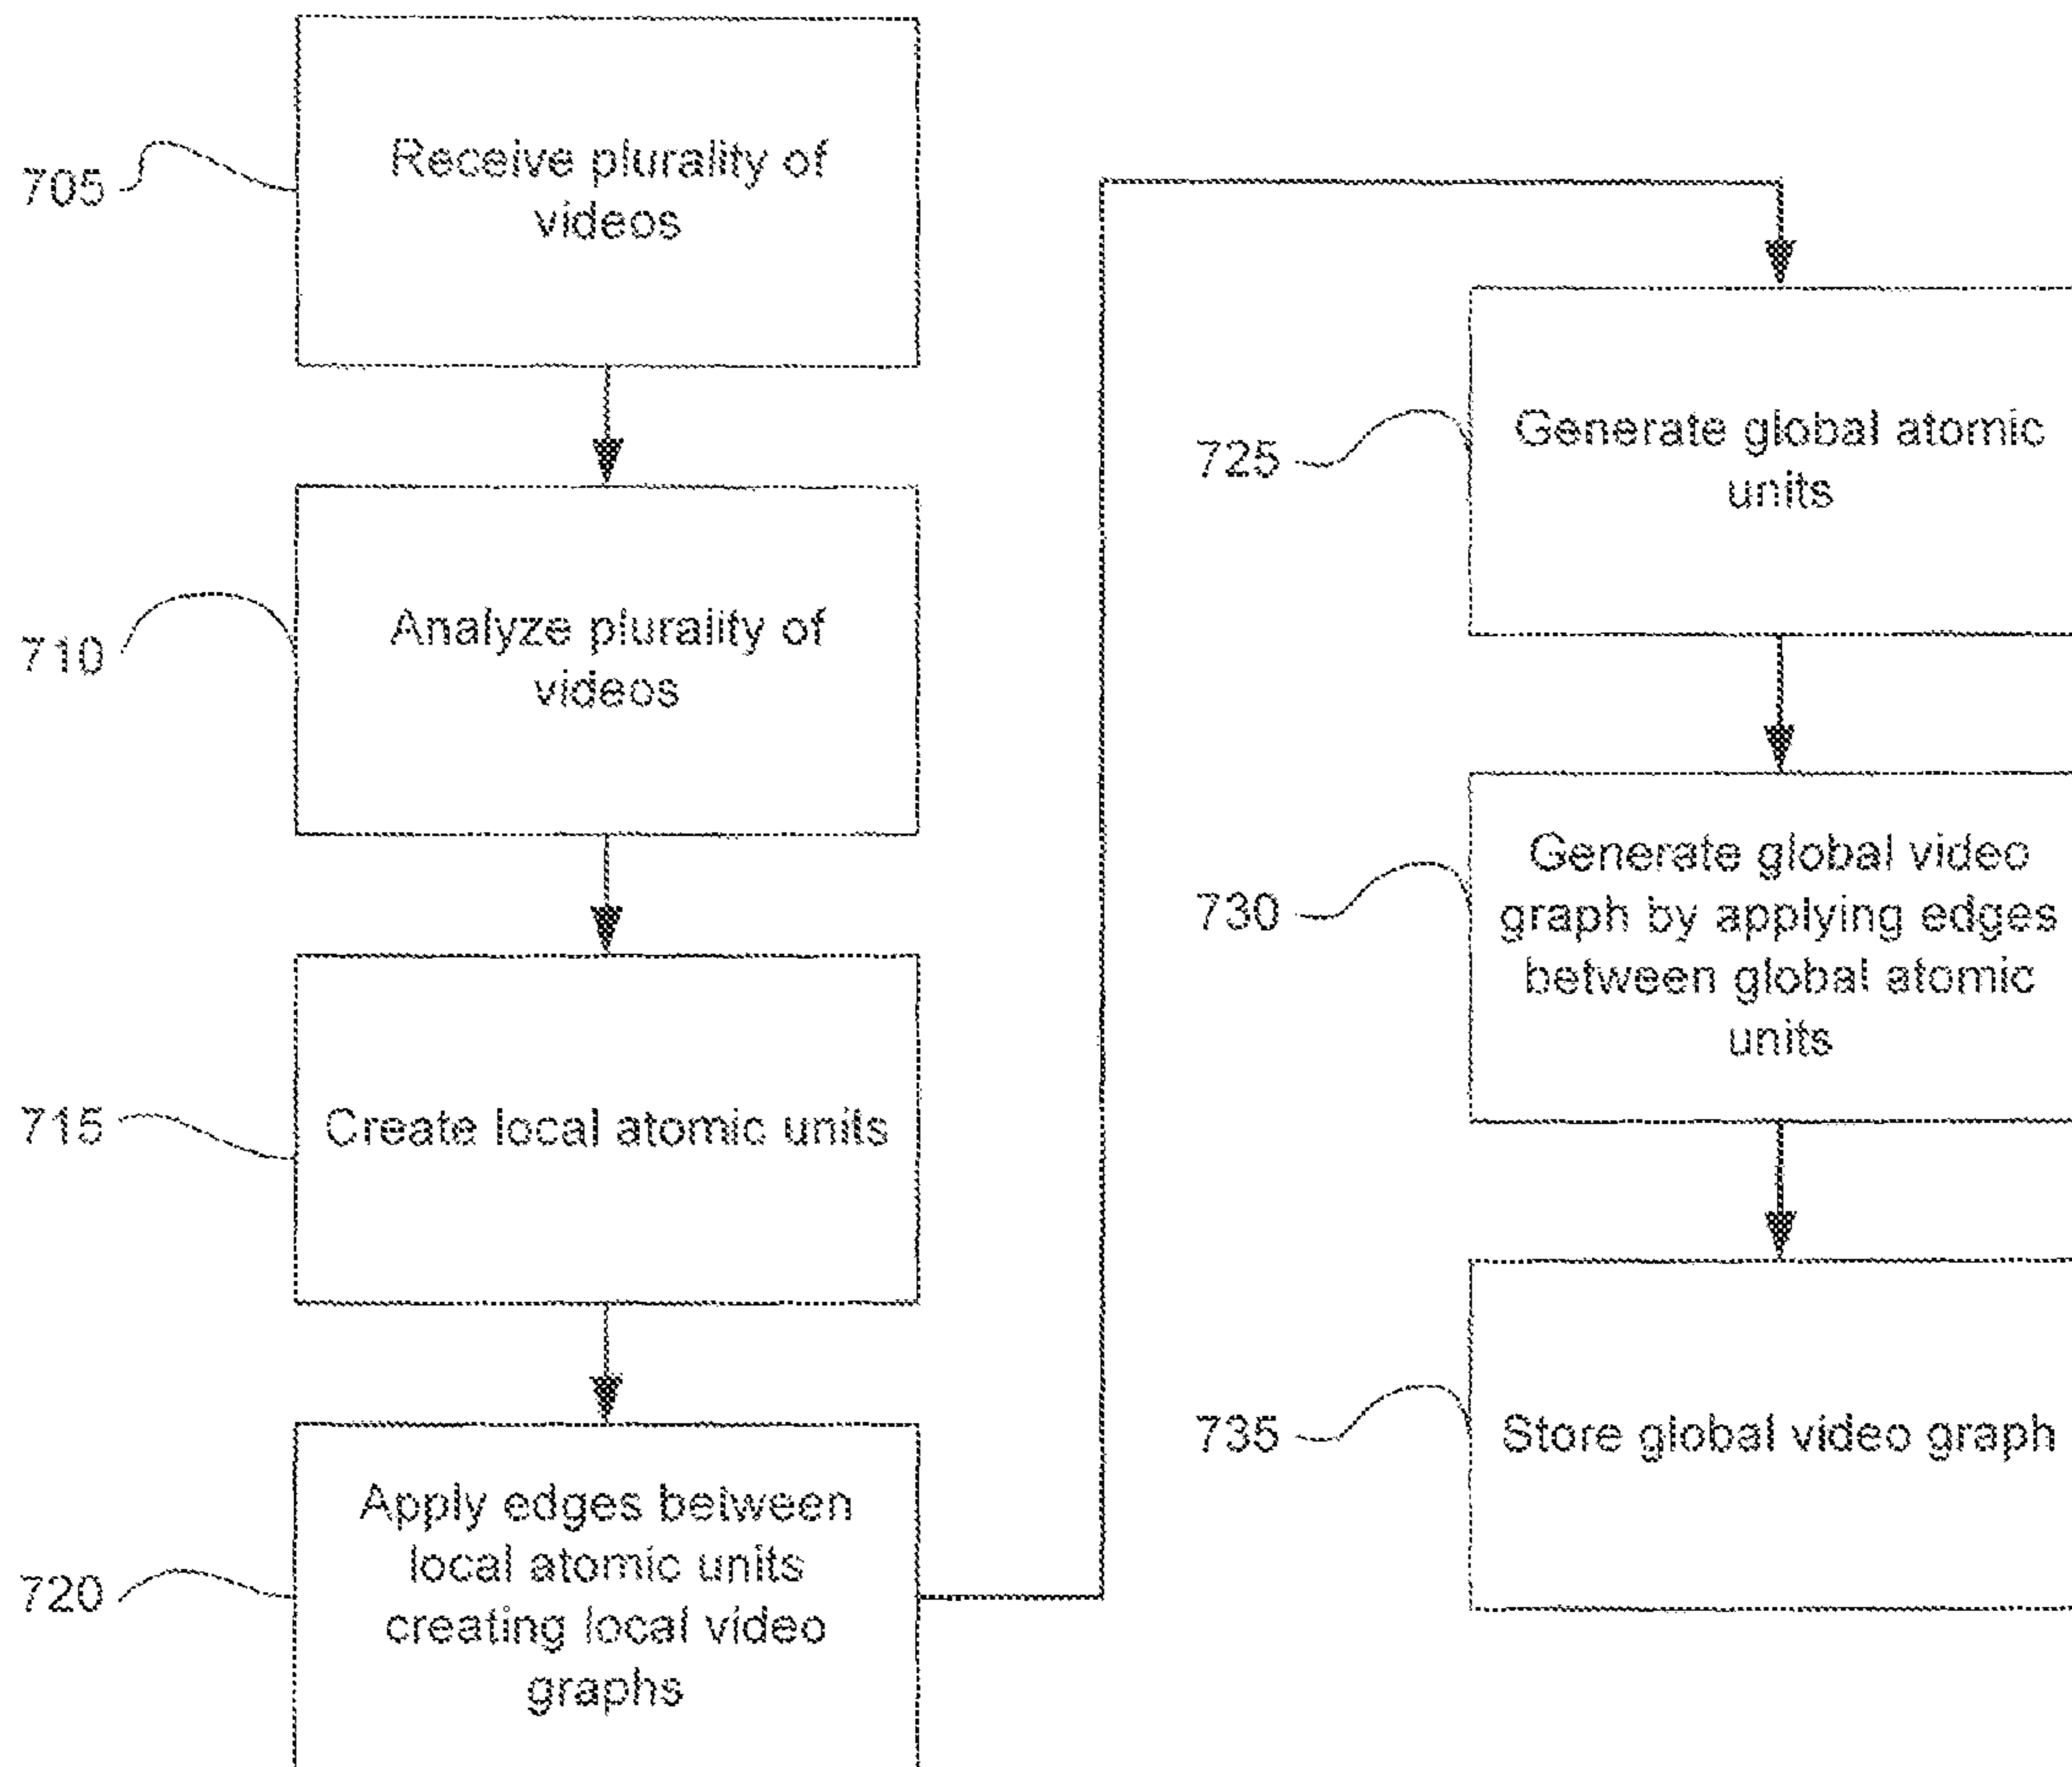 705
Receive plurality of
videos
710
Analyze plurality of
videos
715
Create local atomic units
720
Apply edges between
local atomic units
creating local video
graphs
725
Generate global atomic
units
730
Generate global video
graph by applying edges
between global atomic
units
735
Store global video graph